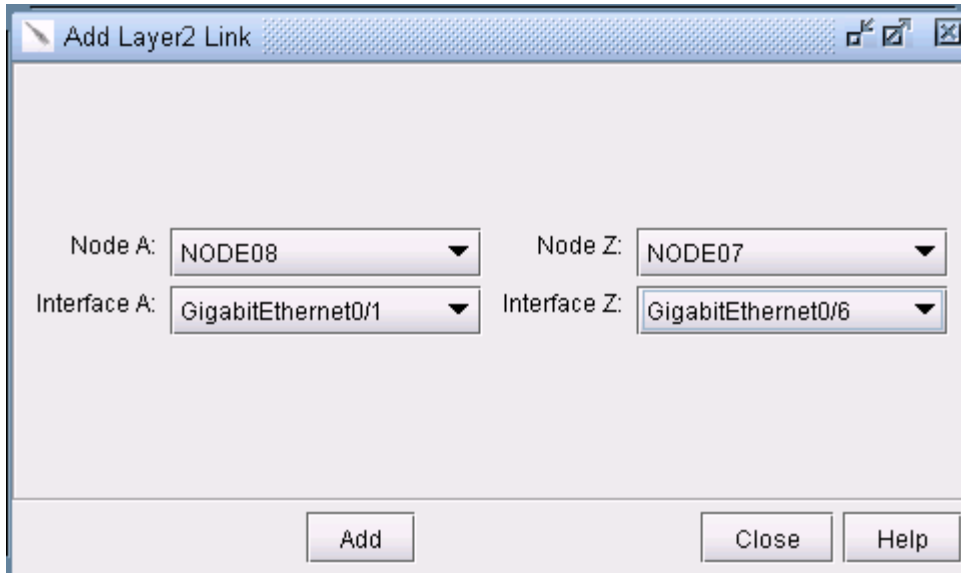 Add Layer2 Link
Node A: NODE08 Node Z: NODE07
Interface A: GigabitEthernet0/1 Interface Z: GigabitEthernet0/6
Add Close Help